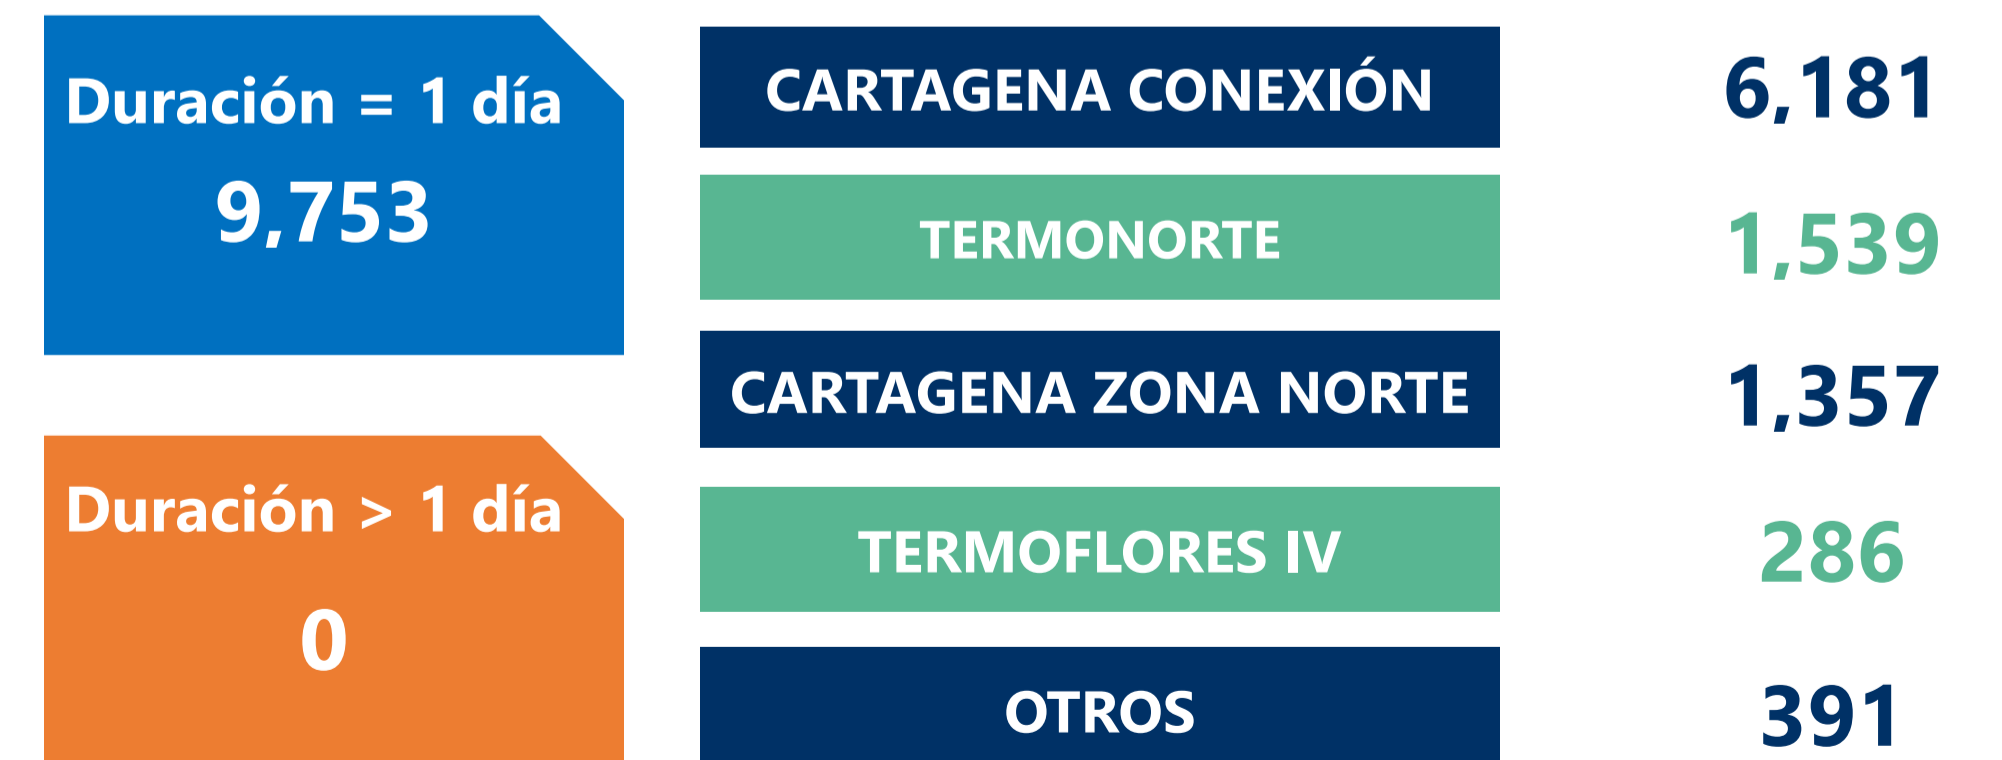 Duración = 1 día
9,753
Duración > 1 día
0
CARTAGENA CONEXIÓN 6,181
TERMONORTE 1,539
CARTAGENA ZONA NORTE 1,357
TERMOFLORES IV 286
OTROS 391